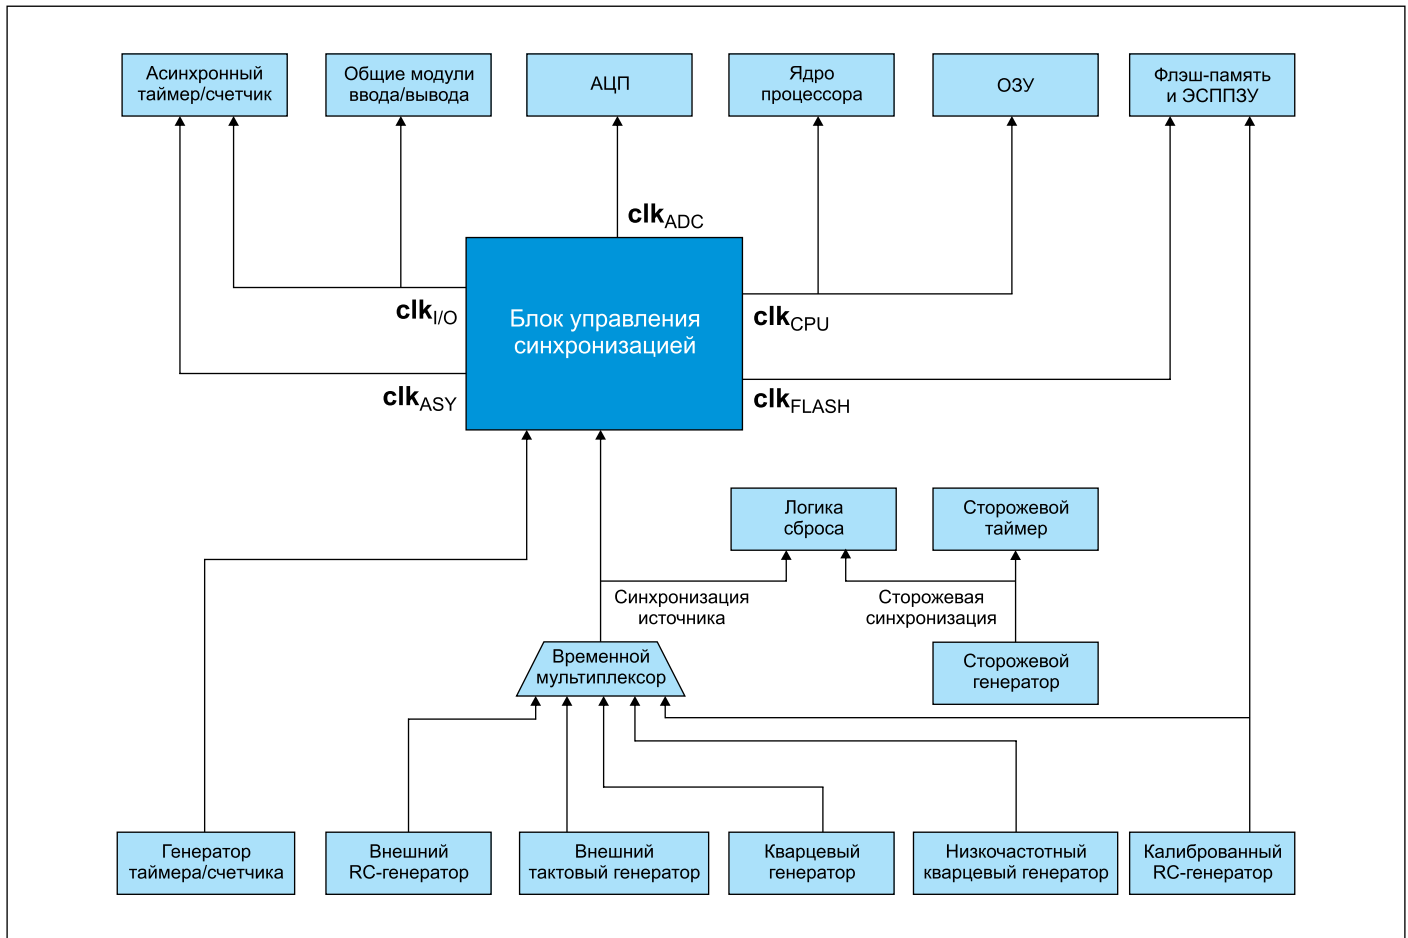 Асинхронный
таймер/счетчик
Общие модули
ввода/вывода
АЦП
Ядро
процессора
ОЗУ
Флэш-память
и ЭСППЗУ
clkADC
clkI/O
clkCPU
Блок управления
синхронизацией
clkASY
clkFLASH
Логика
сброса
Сторожевой
таймер
Синхронизация
источника
Сторожевая
синхронизация
Временной
мультиплексор
Сторожевой
генератор
Генератор
таймера/счетчика
Внешний
RC-генератор
Внешний
тактовый генератор
Кварцевый
генератор
Низкочастотный
кварцевый генератор
Калиброванный
RC-генератор